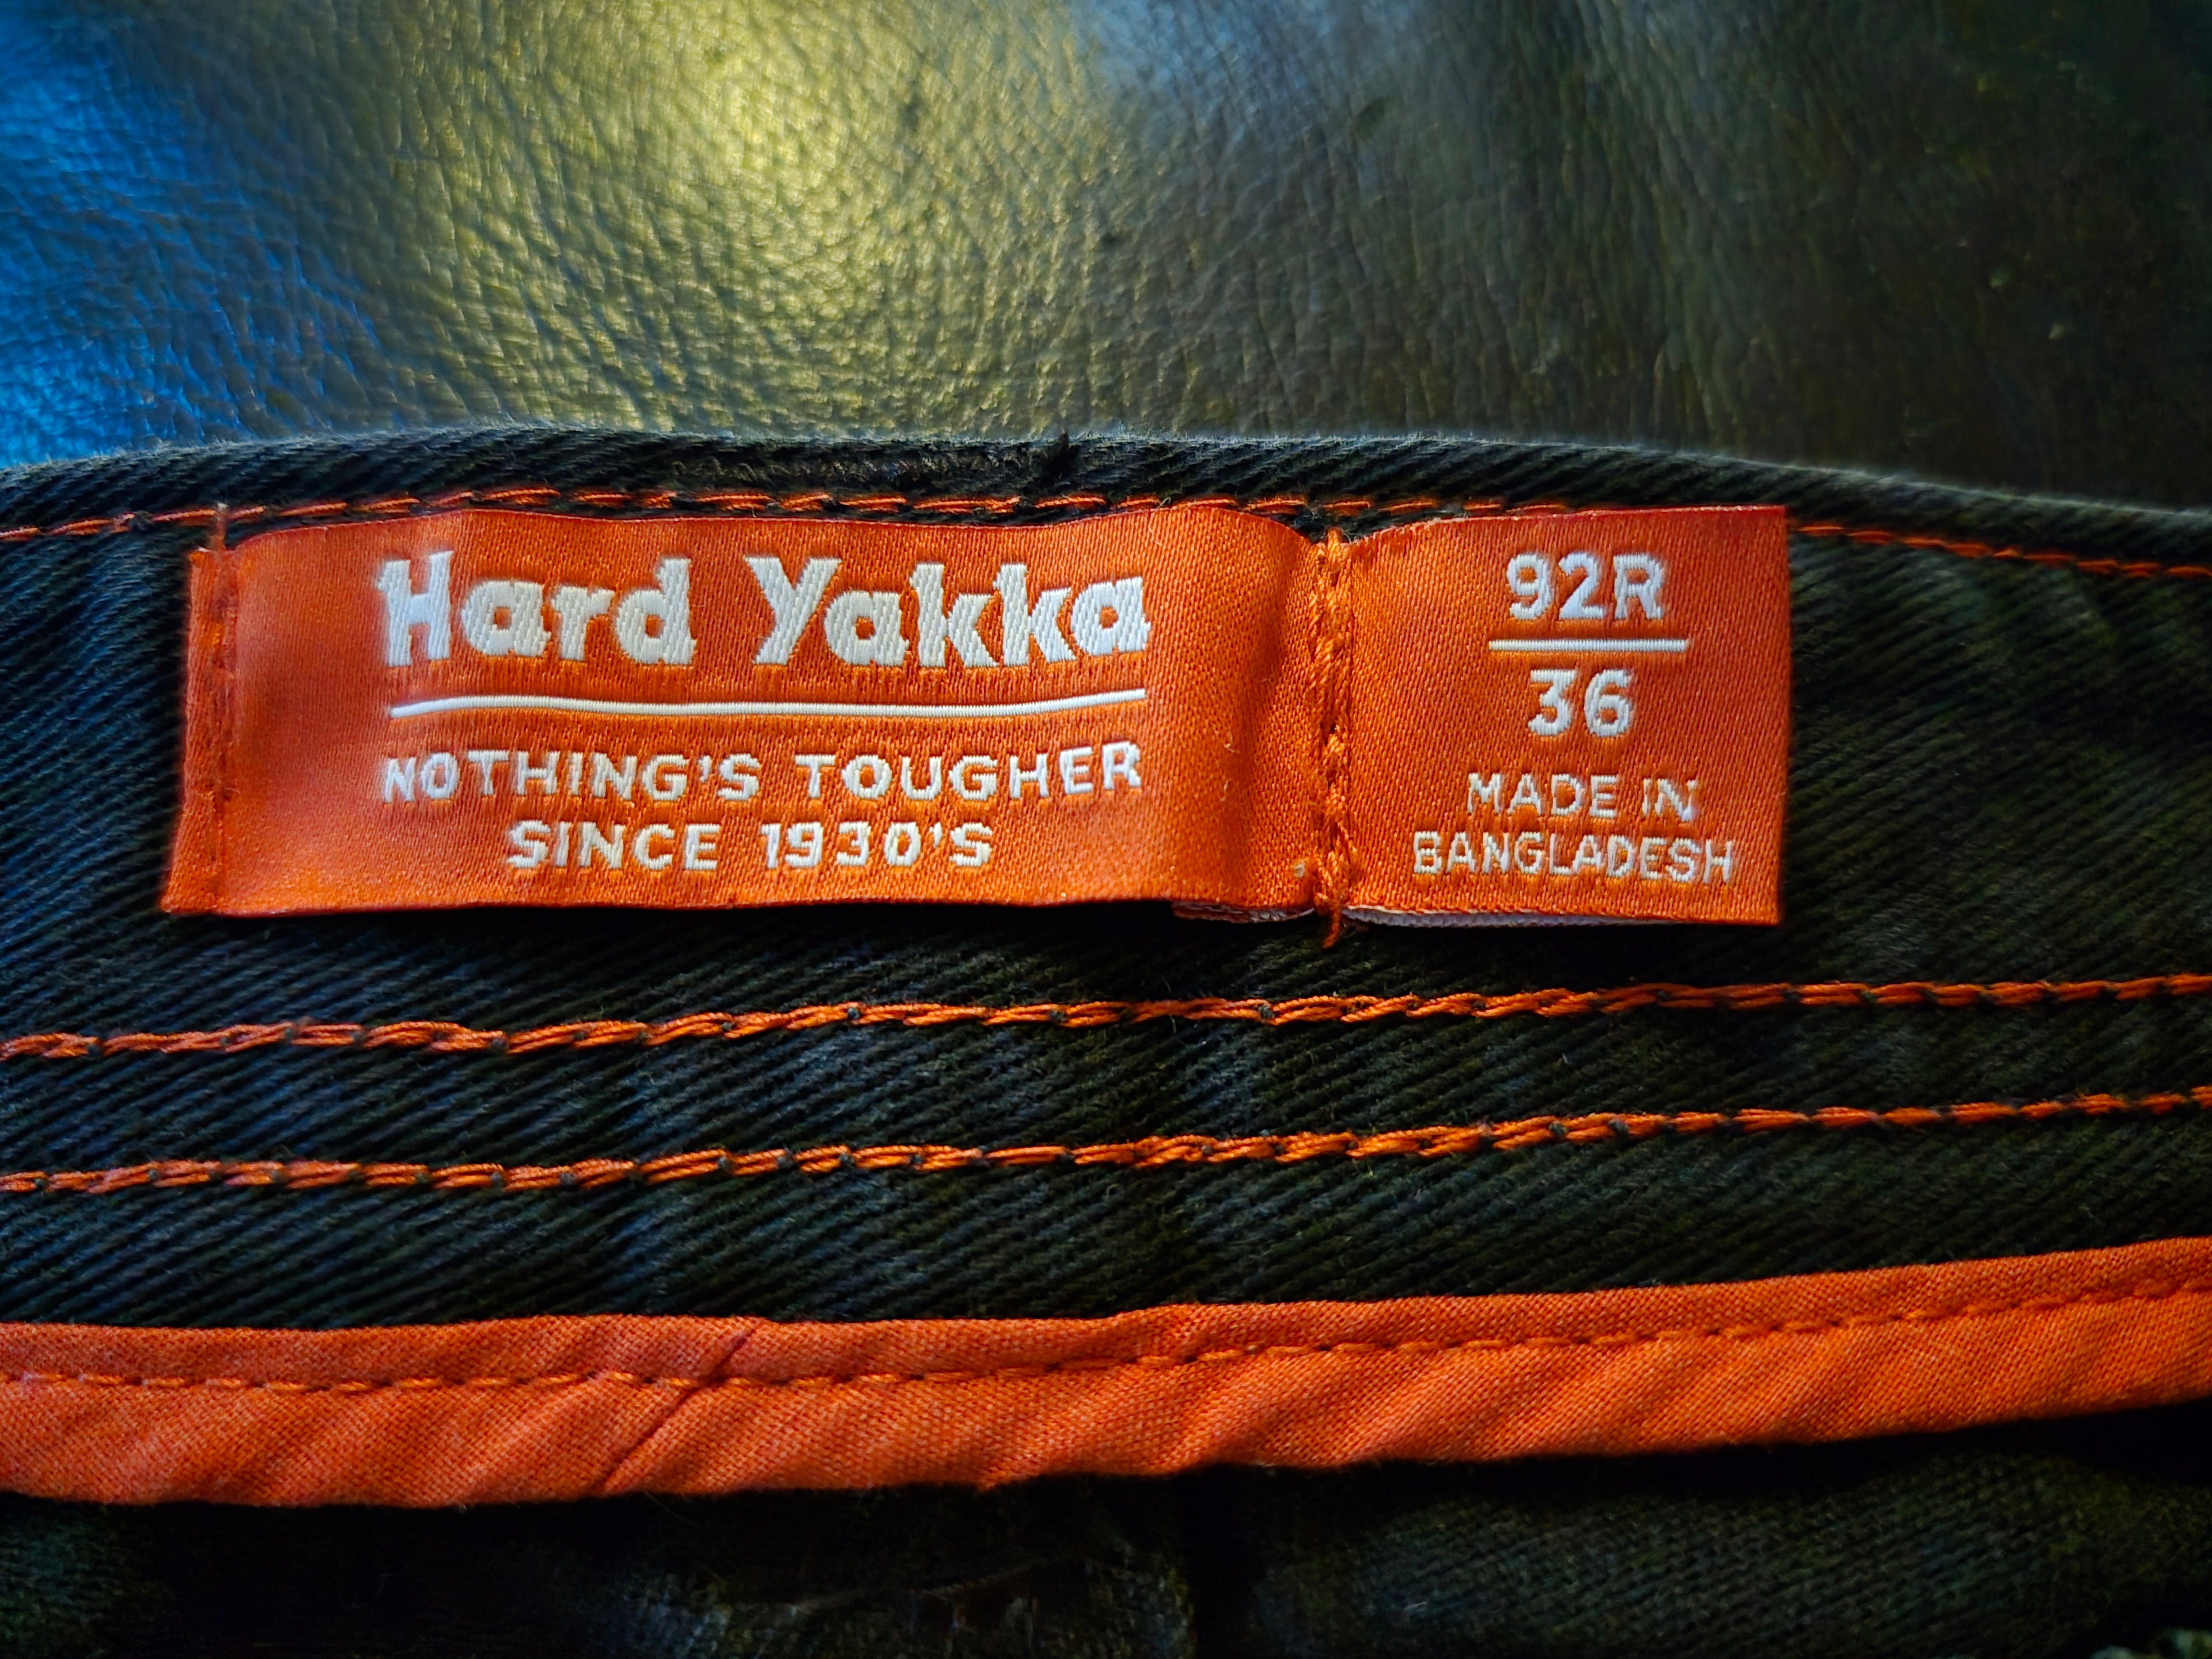 Hard Yakka
NOTHING'S TOUGHER
SINCE 1930'S
92R
36
MADE IN
BANGLADESH